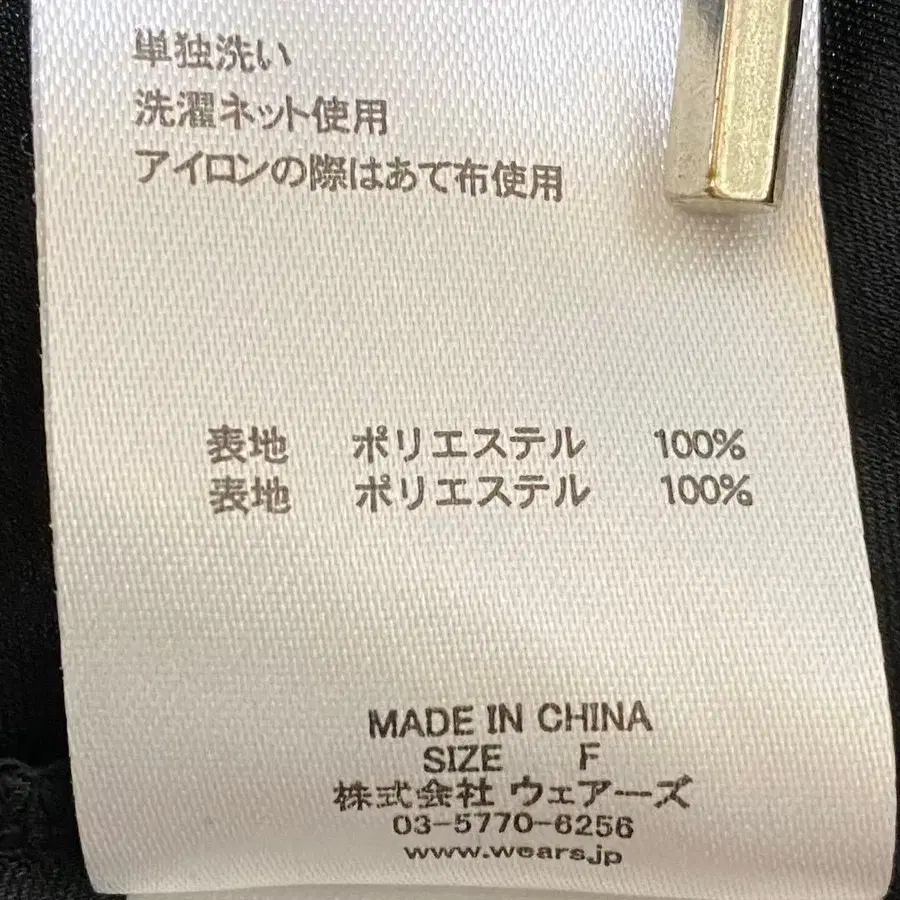 単独洗い
洗濯ネット使用
アイロンの際はあて布使用
表地 ポリエステル 100%
表地 ポリエステル 100%
MADE IN CHINA
SIZE F
株式会社 ウェアーズ
03-5770-6256
www.wears.jp